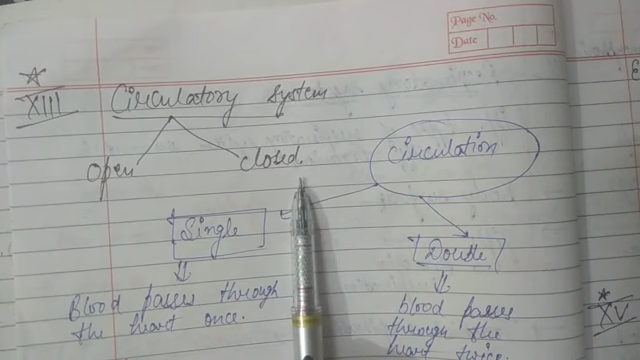 Page No.
Date
XIII Circulatory System
Open
closed.
Circulation
Single
Double
Blood passes through
the heart once.
blood passes
through the
heart twice.
XV